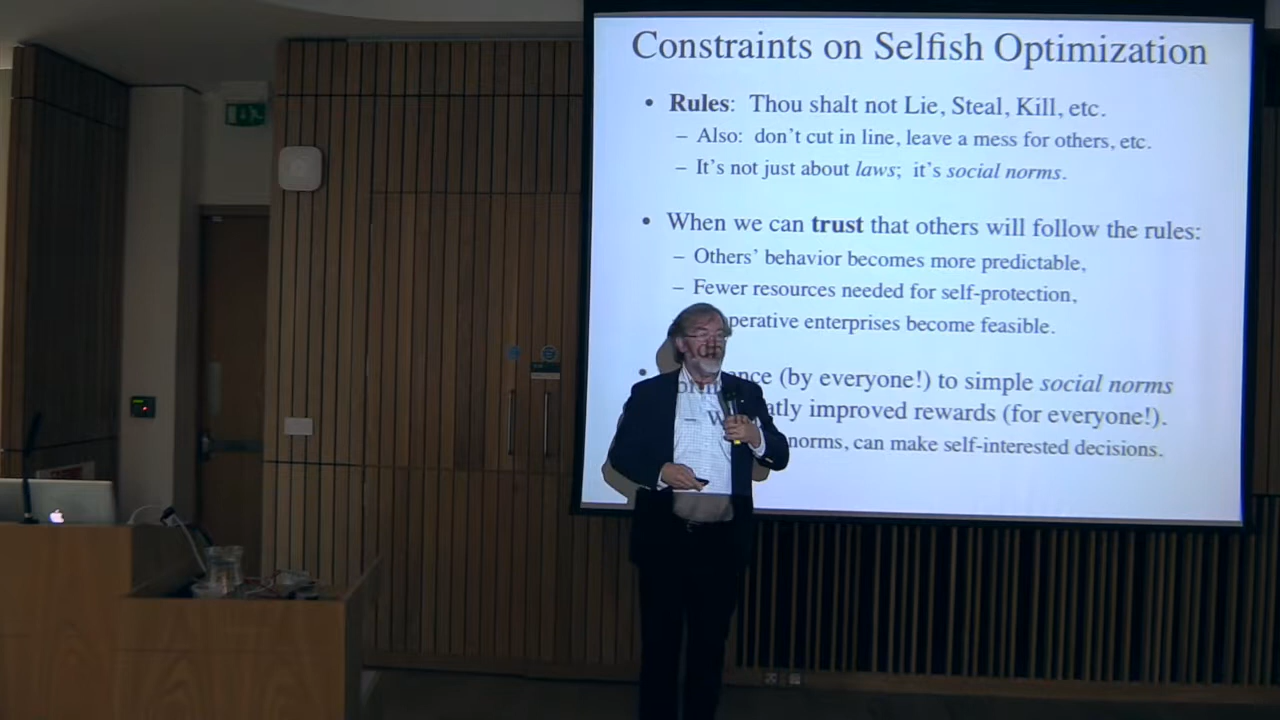 Constraints on Selfish Optimization
• Rules: Thou shalt not Lie, Steal, Kill, etc.
– Also: don't cut in line, leave a mess for others, etc.
– It's not just about laws; it's social norms.
• When we can trust that others will follow the rules:
– Others' behavior becomes more predictable,
– Fewer resources needed for self-protection,
perative enterprises become feasible.
• nce (by everyone!) to simple social norms
atly improved rewards (for everyone!).
– W norms, can make self-interested decisions.